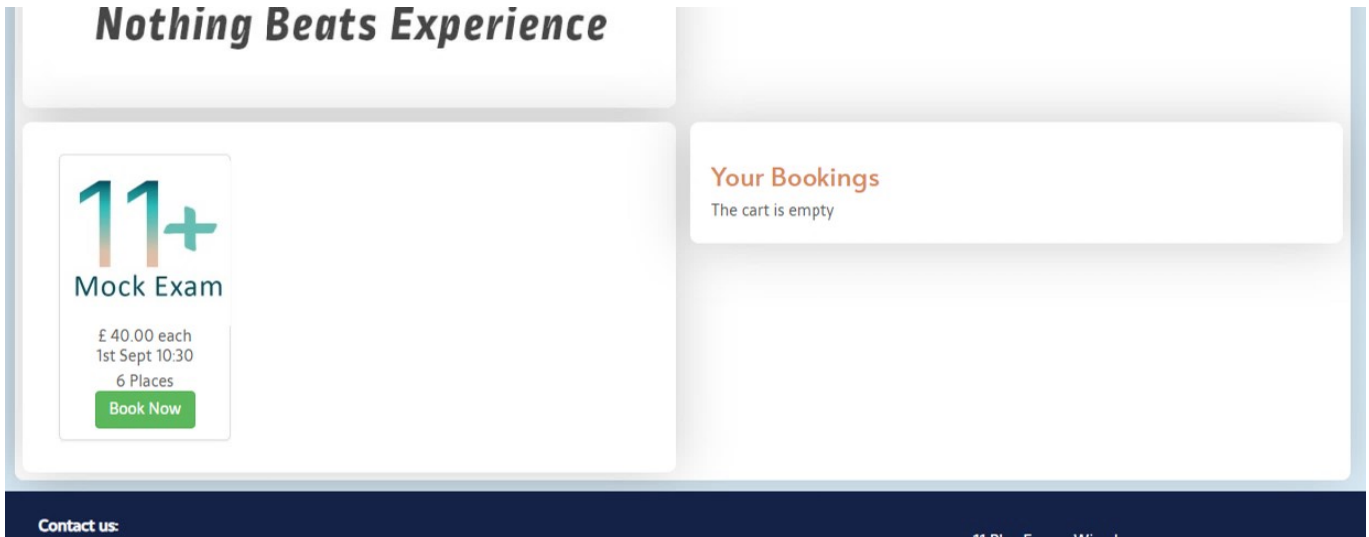 Nothing Beats Experience
11+
Mock Exam
£ 40.00 each
1st Sept 10:30
6 Places
Book Now
Your Bookings
The cart is empty
Contact us: